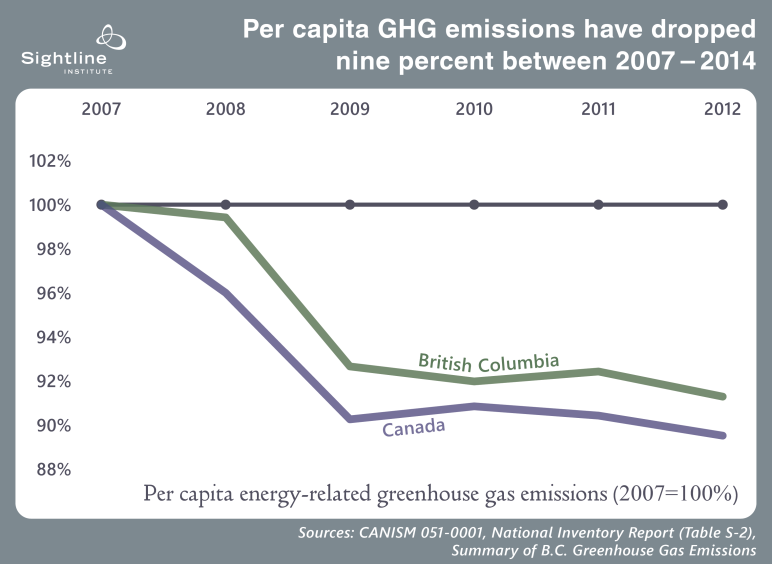 Per capita GHG emissions have dropped
nine percent between 2007 – 2014
Sightline
INSTITUTE
2007 2008 2009 2010 2011 2012
102%
100%
98%
96%
94%
92%
90%
88%
British Columbia
Canada
Per capita energy-related greenhouse gas emissions (2007=100%)
Sources: CANISM 051-0001, National Inventory Report (Table S-2),
Summary of B.C. Greenhouse Gas Emissions